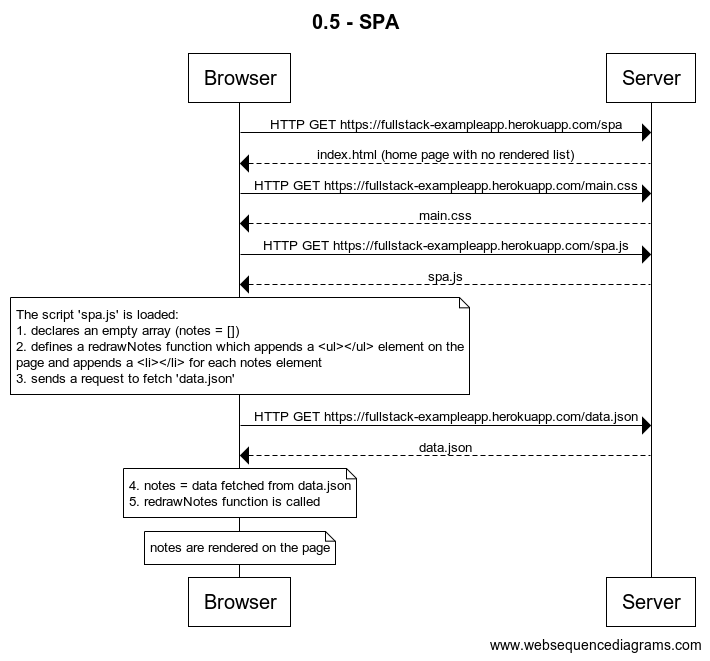 0.5 - SPA
Browser
Server
HTTP GET https://fullstack-exampleapp.herokuapp.com/spa
index.html (home page with no rendered list)
HTTP GET https://fullstack-exampleapp.herokuapp.com/main.css
main.css
HTTP GET https://fullstack-exampleapp.herokuapp.com/spa.js
spa.js
The script 'spa.js' is loaded:
1. declares an empty array (notes = [])
2. defines a redrawNotes function which appends a <ul></ul> element on the
page and appends a <li></li> for each notes element
3. sends a request to fetch 'data.json'
HTTP GET https://fullstack-exampleapp.herokuapp.com/data.json
data.json
4. notes = data fetched from data.json
5. redrawNotes function is called
notes are rendered on the page
Browser
Server
www.websequencediagrams.com